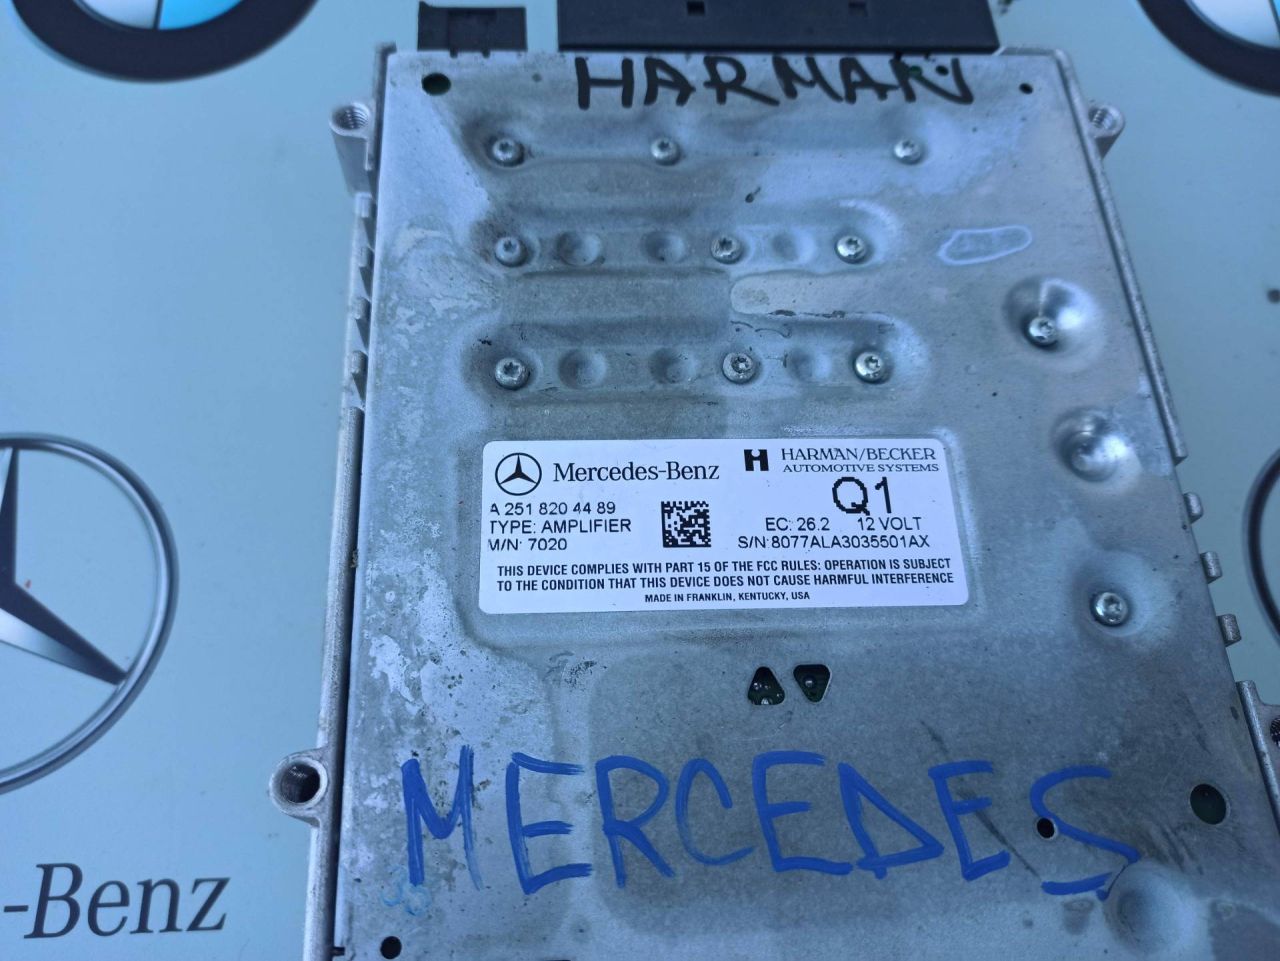 HARMAN
Mercedes-Benz
H HARMAN/BECKER
AUTOMOTIVE SYSTEMS
A 251 820 44 89
TYPE: AMPLIFIER
M/N: 7020
Q1
EC: 26.2 12 VOLT
S/N:8077ALA3035501AX
THIS DEVICE COMPLIES WITH PART 15 OF THE FCC RULES: OPERATION IS SUBJECT
TO THE CONDITION THAT THIS DEVICE DOES NOT CAUSE HARMFUL INTERFERENCE
MADE IN FRANKLIN, KENTUCKY, USA
MERCEDES
-Benz